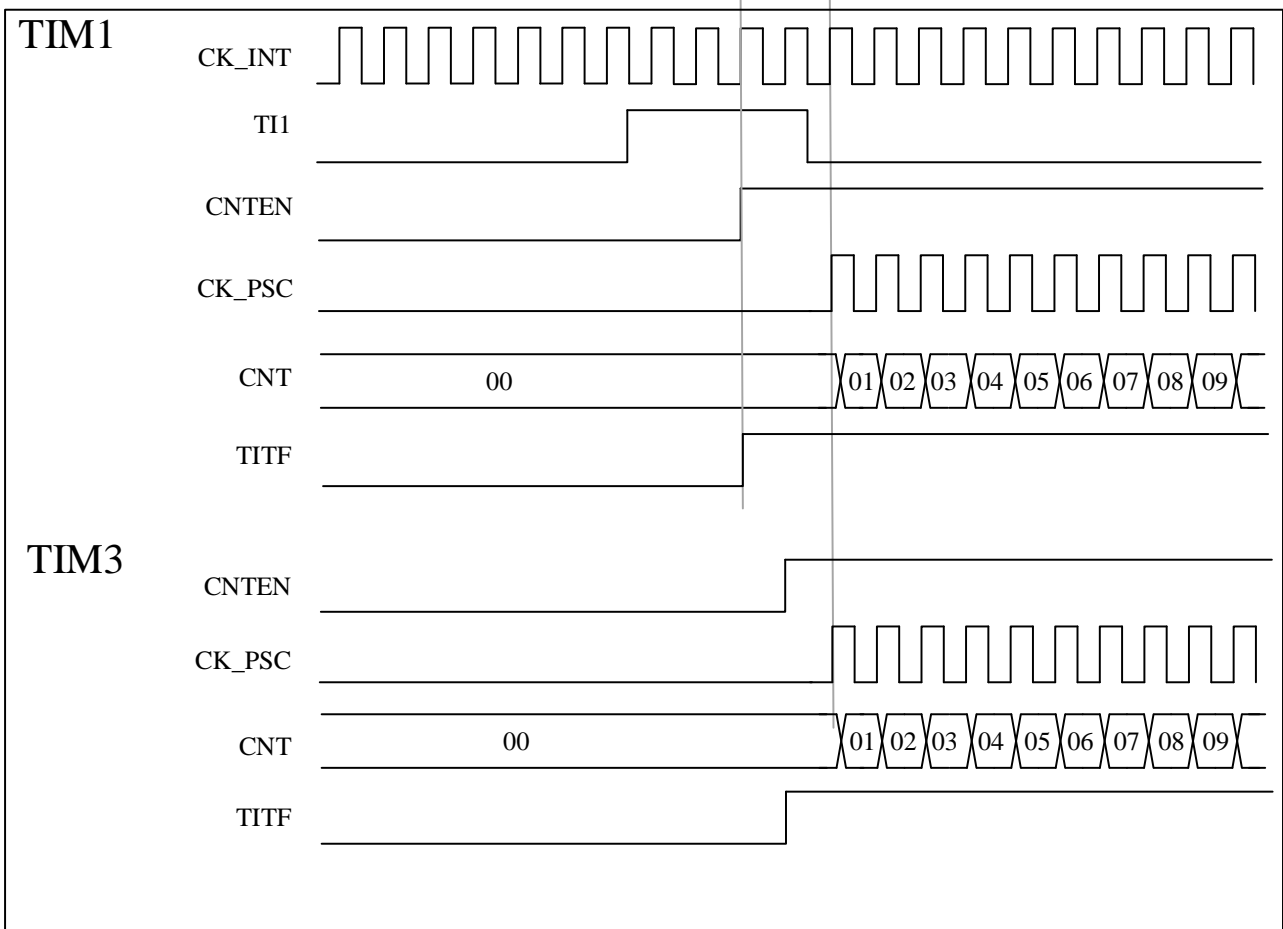 TIM1
CK_INT
TI1
CNTEN
CK_PSC
CNT 00 01 02 03 04 05 06 07 08 09
TITF
TIM3
CNTEN
CK_PSC
CNT 00 01 02 03 04 05 06 07 08 09
TITF